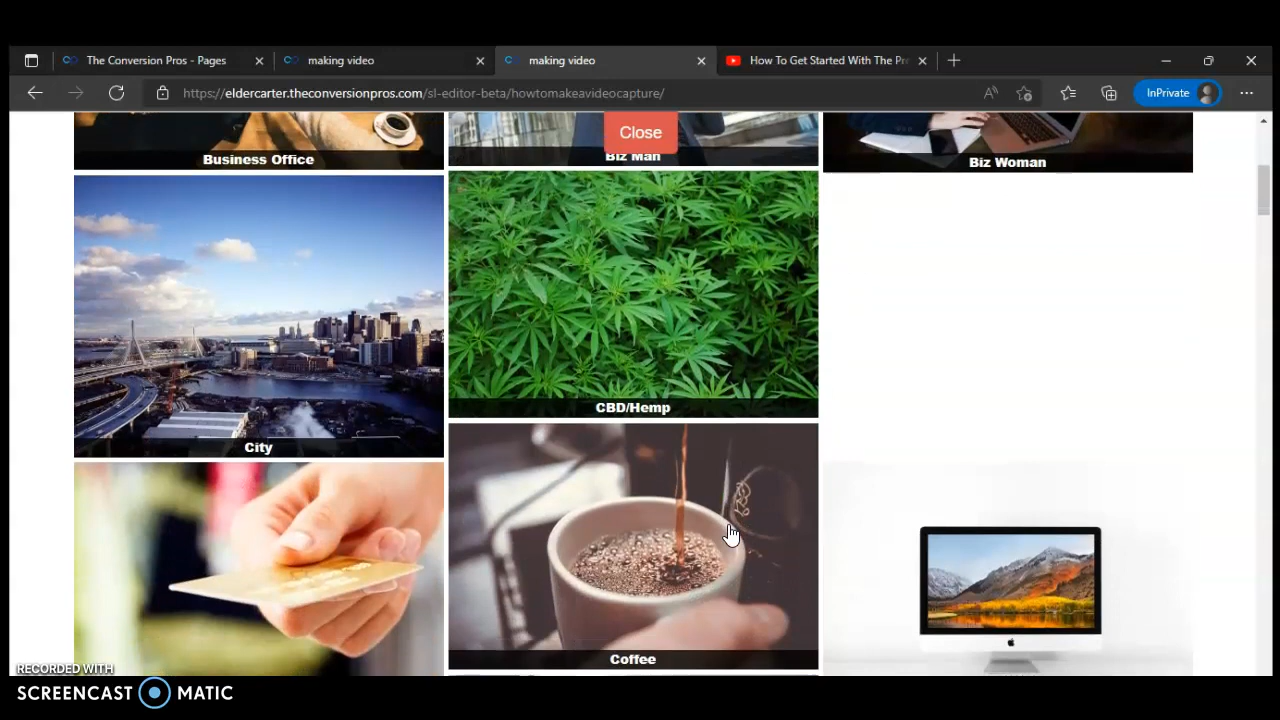 The Conversion Pros - Pages
making video
making video
How To Get Started With The Pr
https://eldercarter.theconversionpros.com/sl-editor-beta/howtomakeavideocapture/
InPrivate
Close
Business Office
Biz Man
Biz Woman
City
CBD/Hemp
Coffee
RECORDED WITH
SCREENCAST MATIC